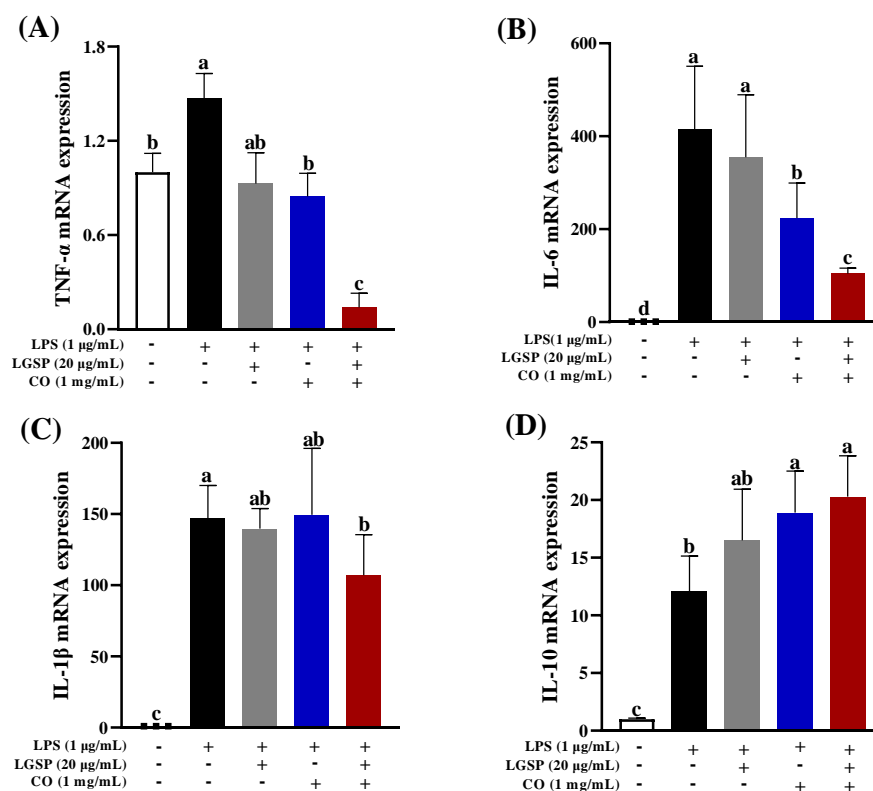 (A)
TNF-α mRNA expression
1.8
1.2
0.6
0.0
b
a
ab
b
c
LPS (1 µg/mL) - + + + +
LGSP (20 µg/mL) - - + - +
CO (1 mg/mL) - - - + +
(B)
IL-6 mRNA expression
600
400
200
0
d
a
a
b
c
LPS(1 µg/mL) - + + + +
LGSP (20 µg/mL) - - + - +
CO (1 mg/mL) - - - + +
(C)
IL-1β mRNA expression
200
150
100
50
0
c
a
ab
ab
b
LPS (1 µg/mL) - + + + +
LGSP (20 µg/mL) - - + - +
CO (1 mg/mL) - - - + +
(D)
IL-10 mRNA expression
25
20
15
10
5
0
c
b
ab
a
a
LPS (1 µg/mL) - + + + +
LGSP (20 µg/mL) - - + - +
CO (1 mg/mL) - - - + +